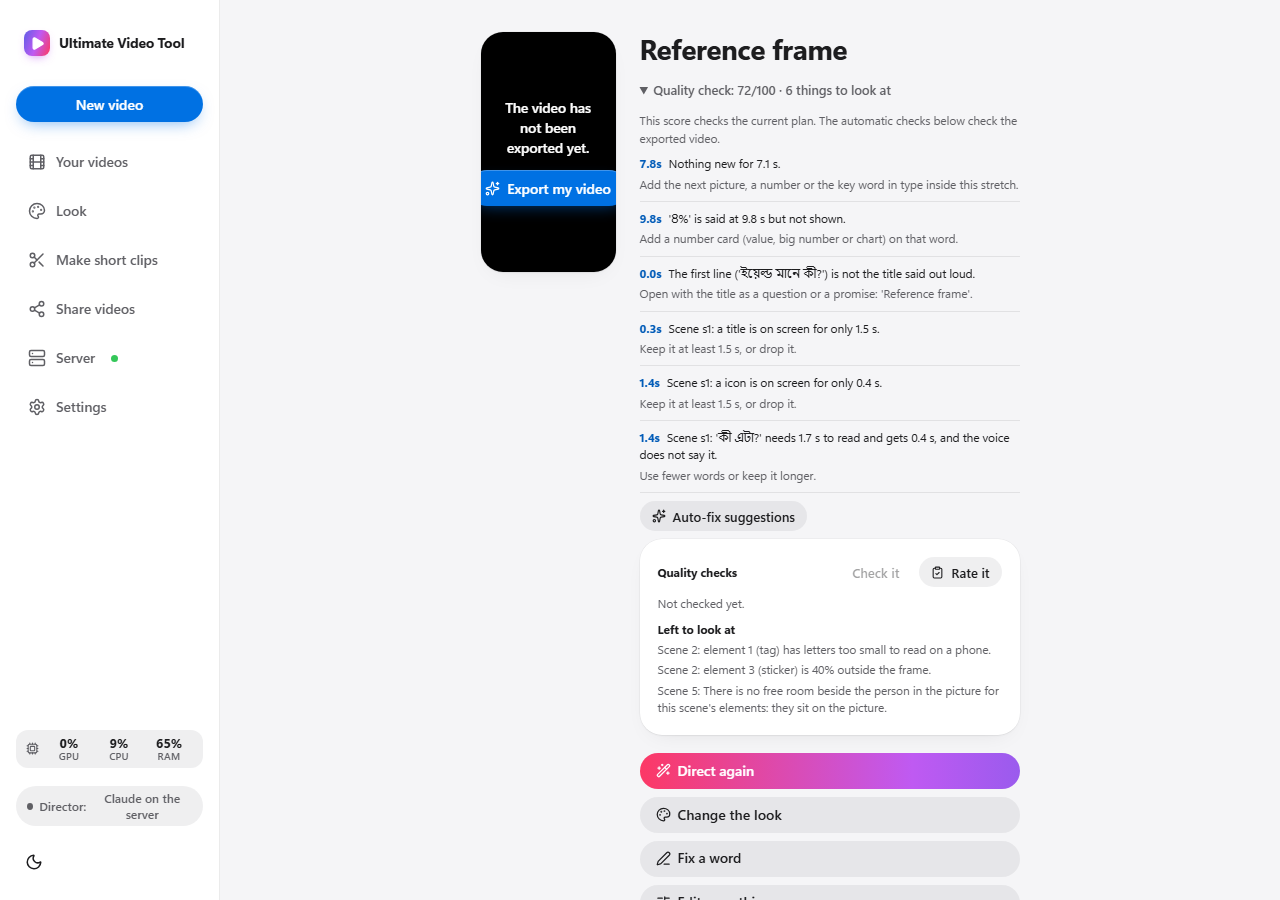 Ultimate Video Tool
New video
Your videos
Look
Make short clips
Share videos
Server
Settings
0%
GPU
9%
CPU
65%
RAM
Director:
Claude on the
server
The video has
not been
exported yet.
Export my video
Reference frame
Quality check: 72/100 · 6 things to look at
This score checks the current plan. The automatic checks below check the
exported video.
7.8s Nothing new for 7.1 s.
Add the next picture, a number or the key word in type inside this stretch.
9.8s '8%' is said at 9.8 s but not shown.
Add a number card (value, big number or chart) on that word.
0.0s The first line ('ইয়েল্ড মানে কী?') is not the title said out loud.
Open with the title as a question or a promise: 'Reference frame'.
0.3s Scene s1: a title is on screen for only 1.5 s.
Keep it at least 1.5 s, or drop it.
1.4s Scene s1: a icon is on screen for only 0.4 s.
Keep it at least 1.5 s, or drop it.
1.4s Scene s1: 'কী এটা?' needs 1.7 s to read and gets 0.4 s, and the voice
does not say it.
Use fewer words or keep it longer.
Auto-fix suggestions
Quality checks
Check it
Rate it
Not checked yet.
Left to look at
Scene 2: element 1 (tag) has letters too small to read on a phone.
Scene 2: element 3 (sticker) is 40% outside the frame.
Scene 5: There is no free room beside the person in the picture for
this scene's elements: they sit on the picture.
Direct again
Change the look
Fix a word